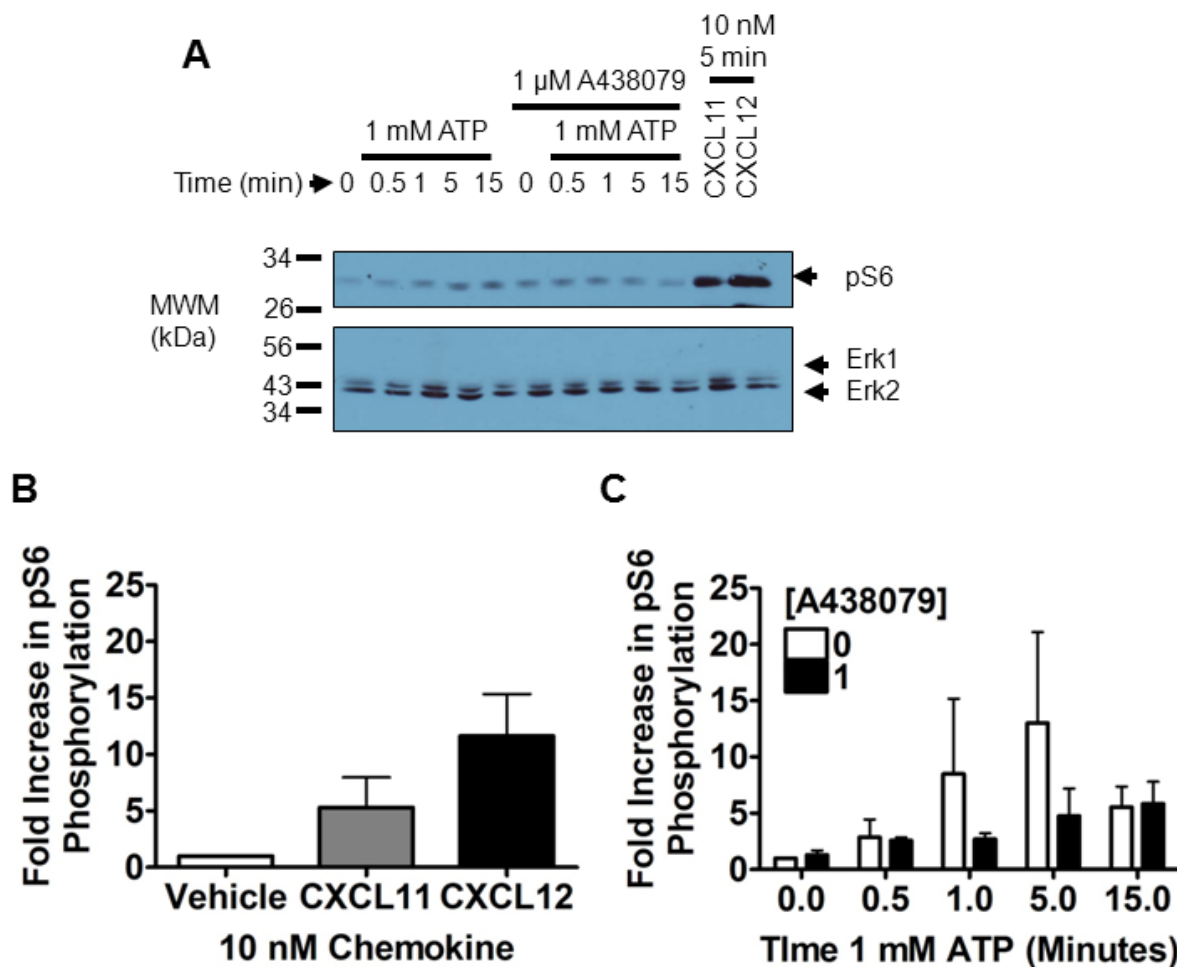 A
10 nM
5 min
1 µM A438079
CXCL11
CXCL12
1 mM ATP
1 mM ATP
Time (min) 0 0.5 1 5 15 0 0.5 1 5 15
34
pS6
MWM
(kDa)
26
56
Erk1
43
Erk2
34
B
Fold Increase in pS6
Phosphorylation
25
20
15
10
5
0
Vehicle CXCL11 CXCL12
10 nM Chemokine
C
Fold Increase in pS6
Phosphorylation
25
20
15
10
5
0
[A438079]
0
1
0.0 0.5 1.0 5.0 15.0
TIme 1 mM ATP (Minutes)